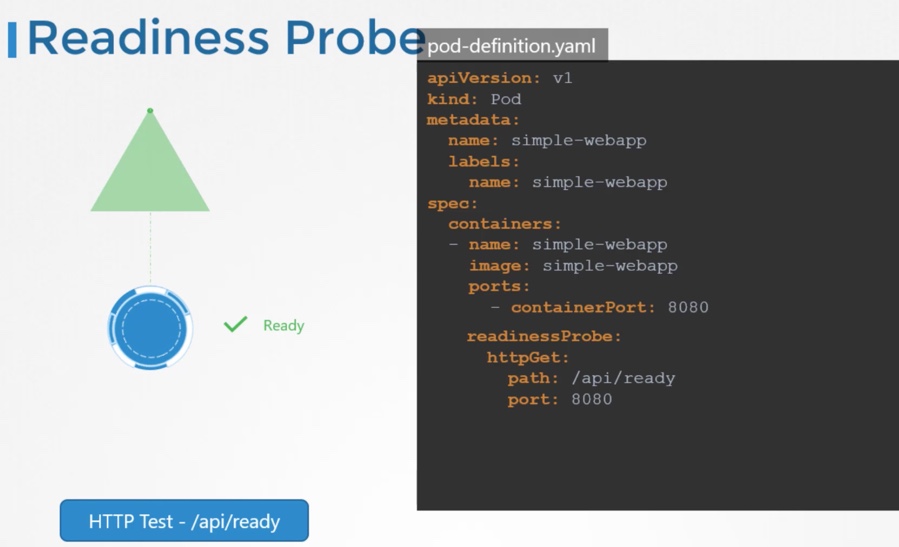 Readiness Probe
pod-definition.yaml
apiVersion: v1
kind: Pod
metadata:
  name: simple-webapp
  labels:
    name: simple-webapp
spec:
  containers:
  - name: simple-webapp
    image: simple-webapp
    ports:
      - containerPort: 8080
    readinessProbe:
      httpGet:
        path: /api/ready
        port: 8080
Ready
HTTP Test - /api/ready